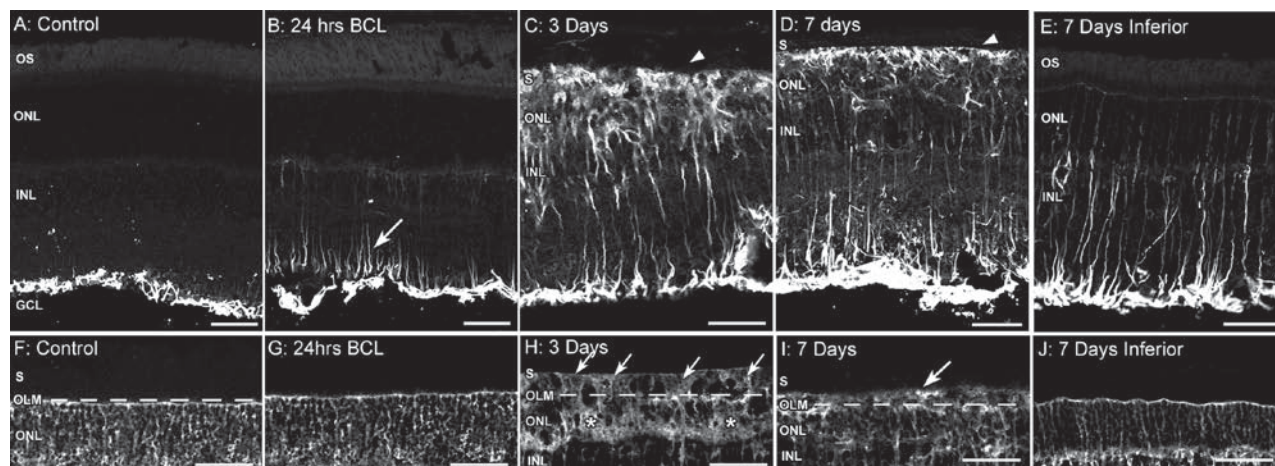 A: Control
OS
ONL
INL
GCL
B: 24 hrs BCL
C: 3 Days
S
ONL
INL
D: 7 days
S
ONL
INL
E: 7 Days Inferior
OS
ONL
INL
F: Control
S
OLM
ONL
G: 24hrs BCL
H: 3 Days
S
OLM
ONL
* *
INL
I: 7 Days
S
OLM
ONL
INL
J: 7 Days Inferior